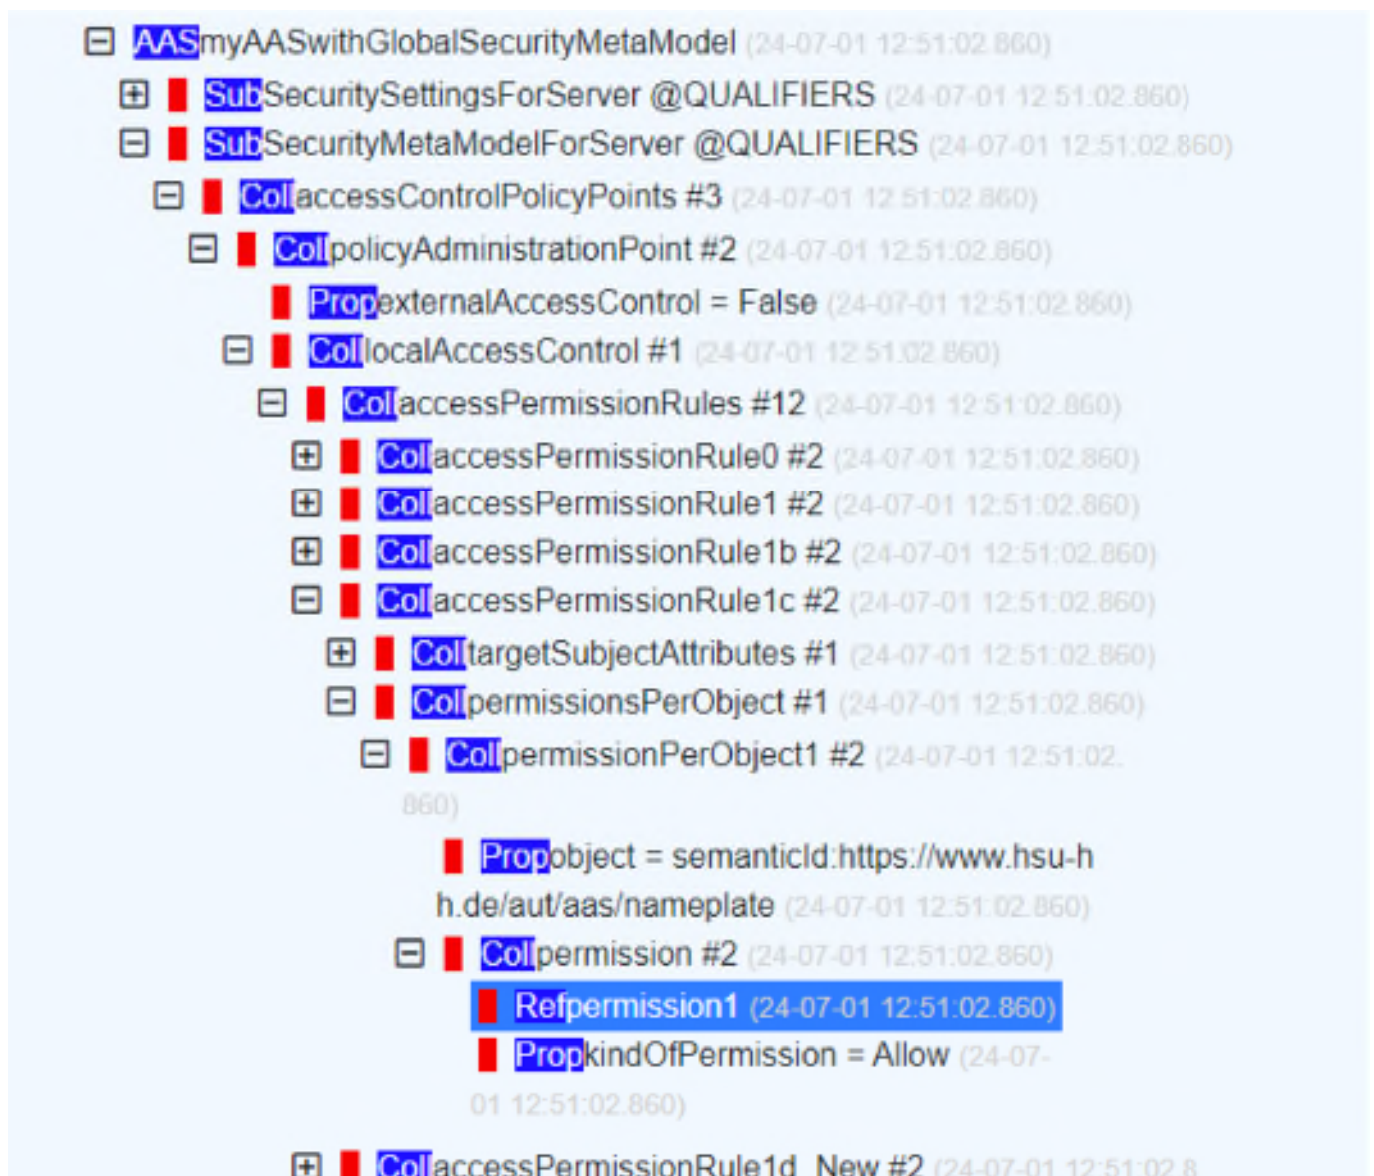 AASmyAASwithGlobalSecurityMetaModel (24-07-01 12:51:02.860)
SubSecuritySettingsForServer @QUALIFIERS (24-07-01 12:51:02.860)
SubSecurityMetaModelForServer @QUALIFIERS (24-07-01 12:51:02.860)
CollaccessControlPolicyPoints #3 (24-07-01 12:51:02.860)
CollpolicyAdministrationPoint #2 (24-07-01 12:51:02.860)
PropexternalAccessControl = False (24-07-01 12:51:02.860)
ColllocalAccessControl #1 (24-07-01 12:51:02.860)
CollaccessPermissionRules #12 (24-07-01 12:51:02.860)
CollaccessPermissionRule0 #2 (24-07-01 12:51:02.860)
CollaccessPermissionRule1 #2 (24-07-01 12:51:02.860)
CollaccessPermissionRule1b #2 (24-07-01 12:51:02.860)
CollaccessPermissionRule1c #2 (24-07-01 12:51:02.860)
ColltargetSubjectAttributes #1 (24-07-01 12:51:02.860)
CollpermissionsPerObject #1 (24-07-01 12:51:02.860)
CollpermissionPerObject1 #2 (24-07-01 12:51:02.
860)
Propobject = semanticId:https://www.hsu-h
h.de/aut/aas/nameplate (24-07-01 12:51:02.860)
Collpermission #2 (24-07-01 12:51:02.860)
Refpermission1 (24-07-01 12:51:02.860)
PropkindOfPermission = Allow (24-07-
01 12:51:02.860)
CollaccessPermissionRule1d_New #2 (24-07-01 12:51:02.8